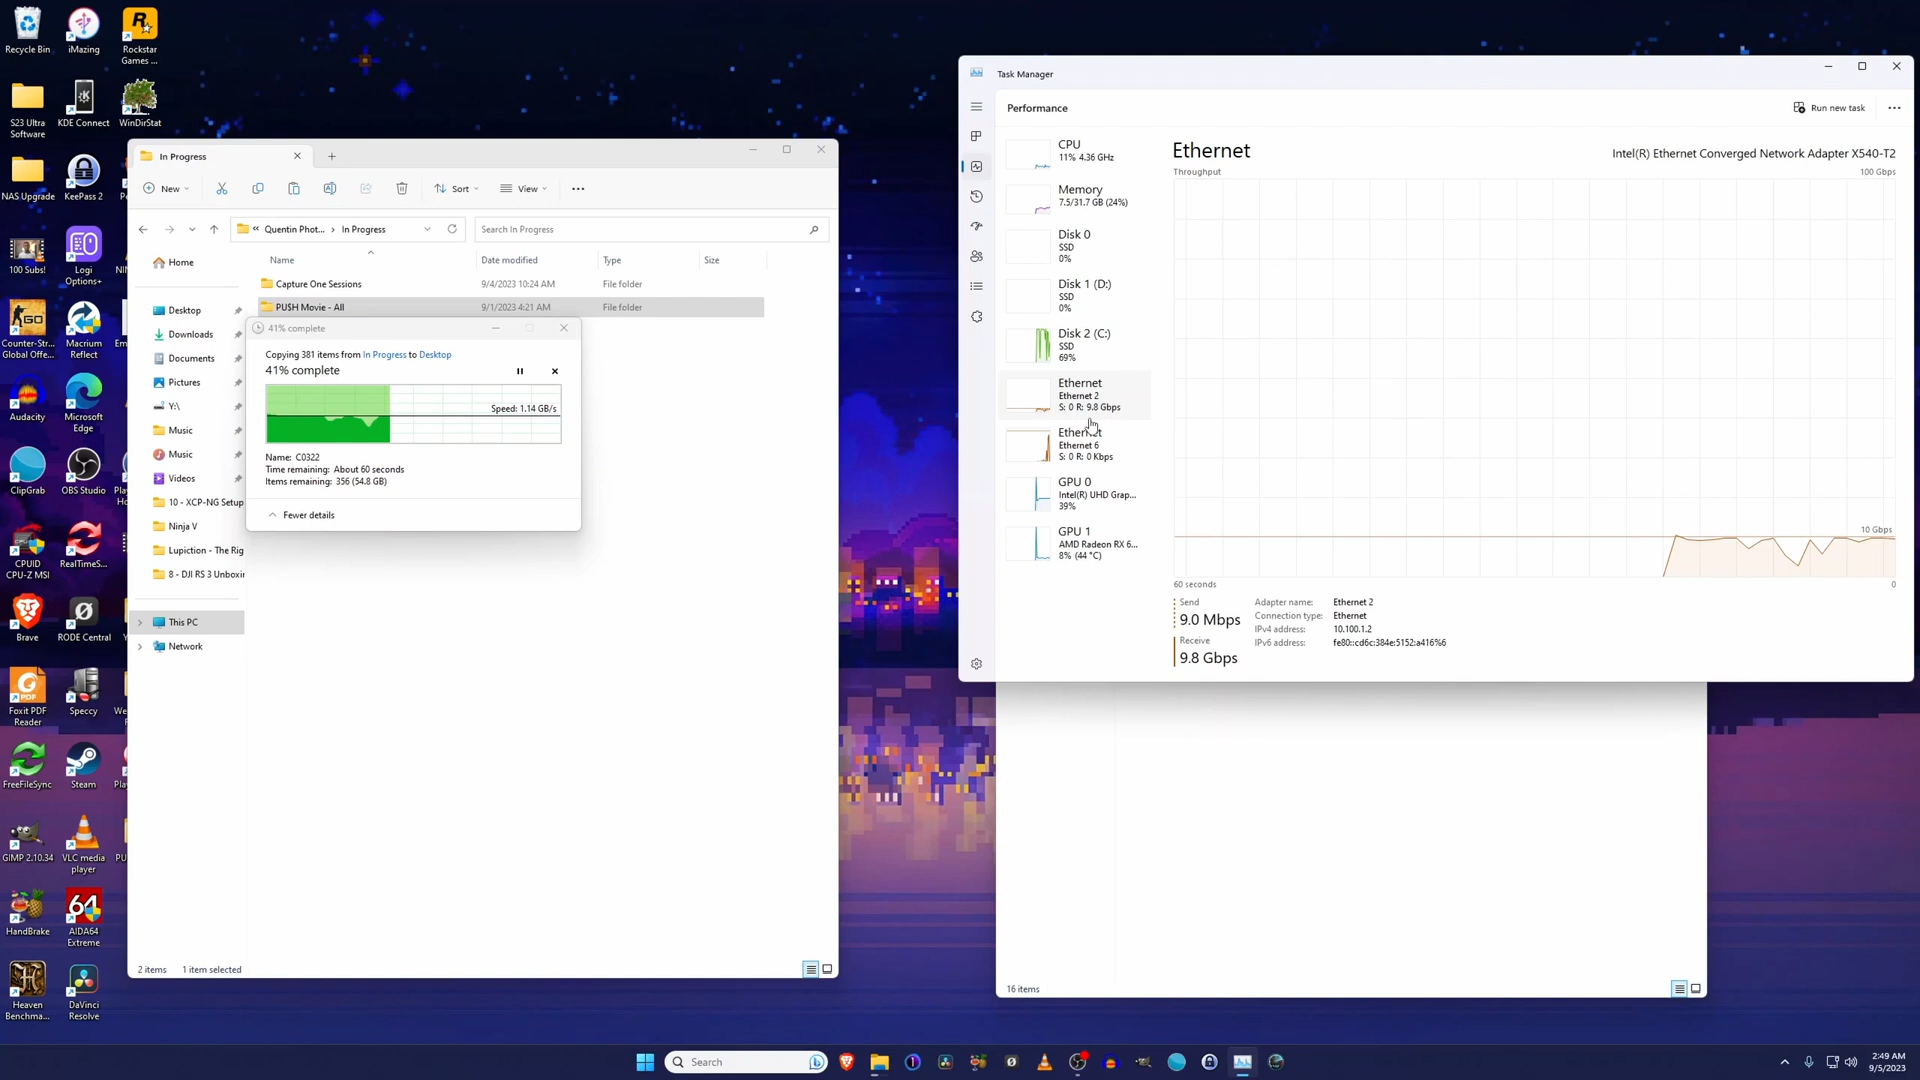 Recycle Bin
iMazing
Rockstar
Games ...
S23 Ultra
Software
KDE Connect
WinDirStat
NAS Upgrade
KeePass 2
100 Subs!
Logi
Options+
Counter-Str...
Global Offe...
Macrium
Reflect
Audacity
Microsoft
Edge
ClipGrab
OBS Studio
CPUID
CPU-Z MSI
RealTimeS...
Brave
RODE Central
Foxit PDF
Reader
Speccy
FreeFileSync
Steam
GIMP 2.10.34
VLC media
player
HandBrake
64
AIDA64
Extreme
Heaven
Benchma...
DaVinci
Resolve
In Progress
New
Sort
View
Quentin Phot...
In Progress
Search In Progress
Name
Date modified
Type
Size
Capture One Sessions
9/4/2023 10:24 AM
File folder
PU$H Movie - All
9/1/2023 4:21 AM
File folder
Home
Desktop
Downloads
Documents
Pictures
Y:\
Music
Music
Videos
10 - XCP-NG Setup
Ninja V
Lupiction - The Rig
8 - DJI RS 3 Unboxi
This PC
Network
2 items
1 item selected
41% complete
Copying 381 items from In Progress to Desktop
41% complete
Speed: 1.14 GB/s
Name: C0322
Time remaining: About 60 seconds
Items remaining: 356 (54.8 GB)
Fewer details
Task Manager
Performance
Run new task
CPU
11% 4.36 GHz
Memory
7.5/31.7 GB (24%)
Disk 0
SSD
0%
Disk 1 (D:)
SSD
0%
Disk 2 (C:)
SSD
69%
Ethernet
Ethernet 2
S: 0 R: 9.8 Gbps
Ethernet
Ethernet 6
S: 0 R: 0 Kbps
GPU 0
Intel(R) UHD Grap...
39%
GPU 1
AMD Radeon RX 6...
8% (44 °C)
Ethernet
Intel(R) Ethernet Converged Network Adapter X540-T2
Throughput
100 Gbps
10 Gbps
60 seconds
0
Send
9.0 Mbps
Receive
9.8 Gbps
Adapter name: Ethernet 2
Connection type: Ethernet
IPv4 address: 10.100.1.2
IPv6 address: fe80::cd6c:384e:5152:a416%6
16 items
Search
2:49 AM
9/5/2023